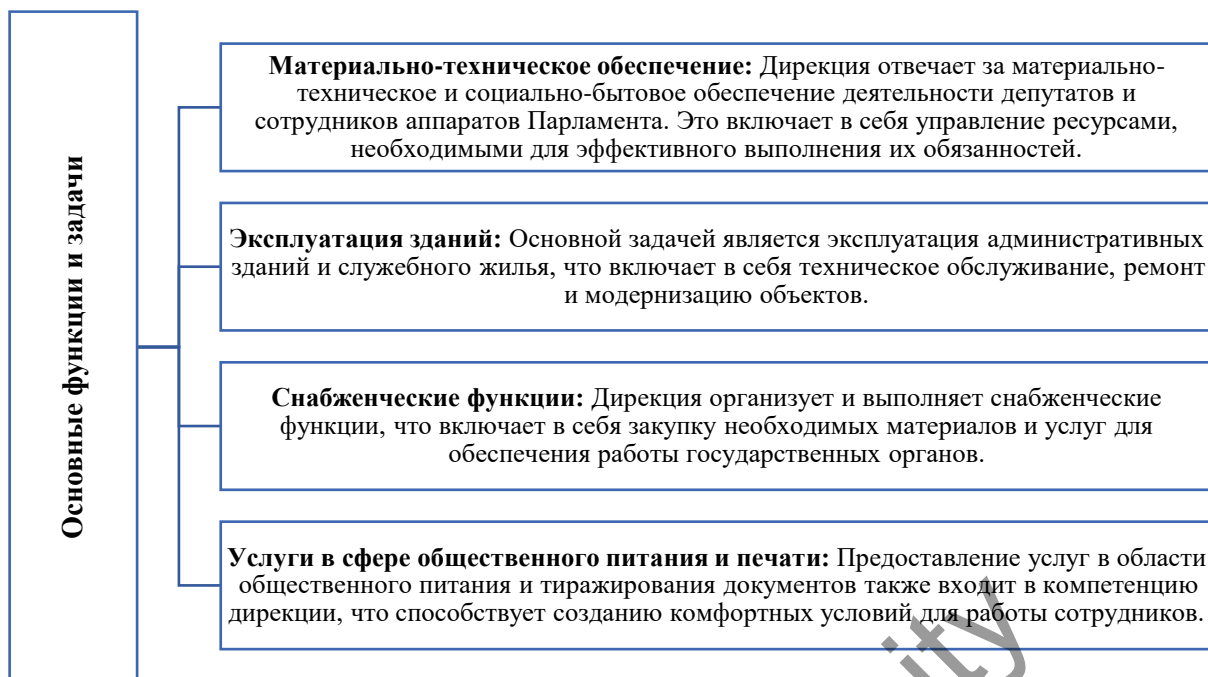 Основные функции и задачи
Материально-техническое обеспечение: Дирекция отвечает за материально-
техническое и социально-бытовое обеспечение деятельности депутатов и
сотрудников аппаратов Парламента. Это включает в себя управление ресурсами,
необходимыми для эффективного выполнения их обязанностей.
Эксплуатация зданий: Основной задачей является эксплуатация административных
зданий и служебного жилья, что включает в себя техническое обслуживание, ремонт
и модернизацию объектов.
Снабженческие функции: Дирекция организует и выполняет снабженческие
функции, что включает в себя закупку необходимых материалов и услуг для
обеспечения работы государственных органов.
Услуги в сфере общественного питания и печати: Предоставление услуг в области
общественного питания и тиражирования документов также входит в компетенцию
дирекции, что способствует созданию комфортных условий для работы сотрудников.
ity